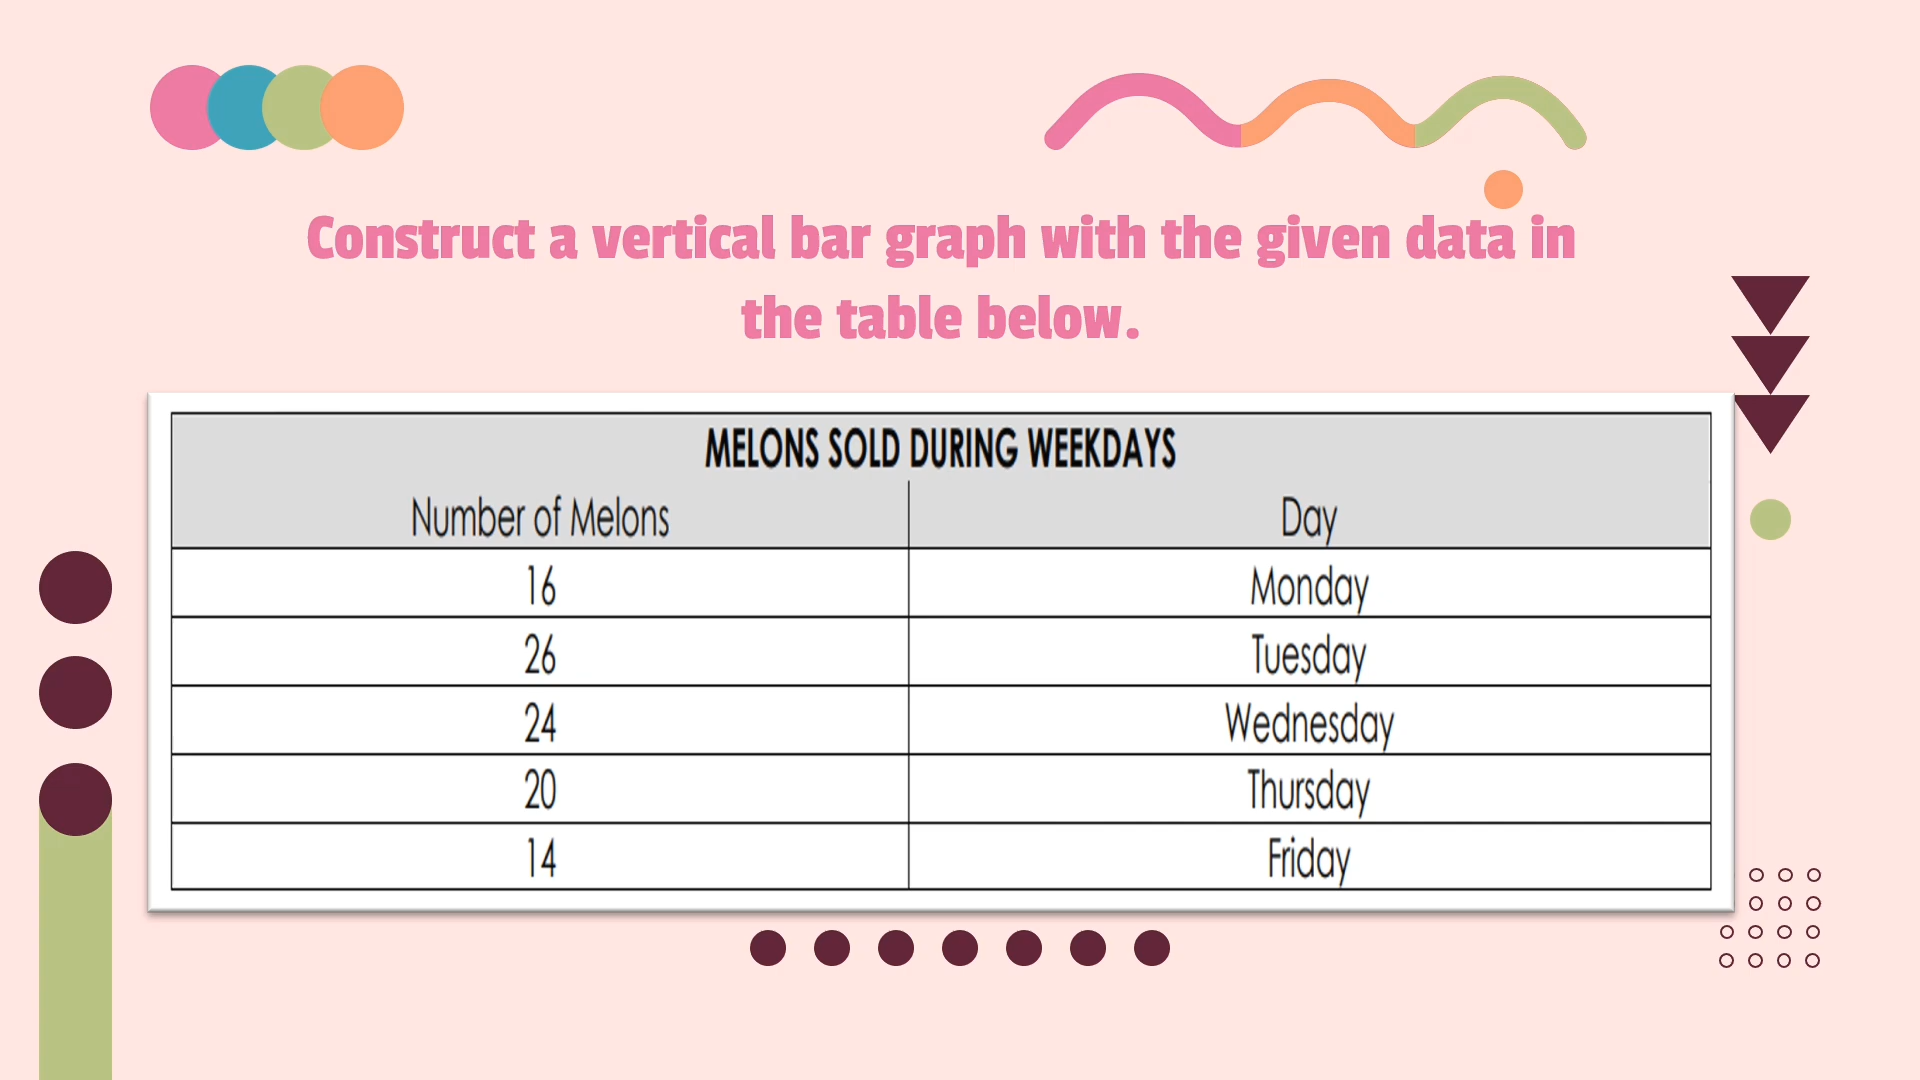 Construct a vertical bar graph with the given data in
the table below.
MELONS SOLD DURING WEEKDAYS
Number of Melons Day
16 Monday
26 Tuesday
24 Wednesday
20 Thursday
14 Friday